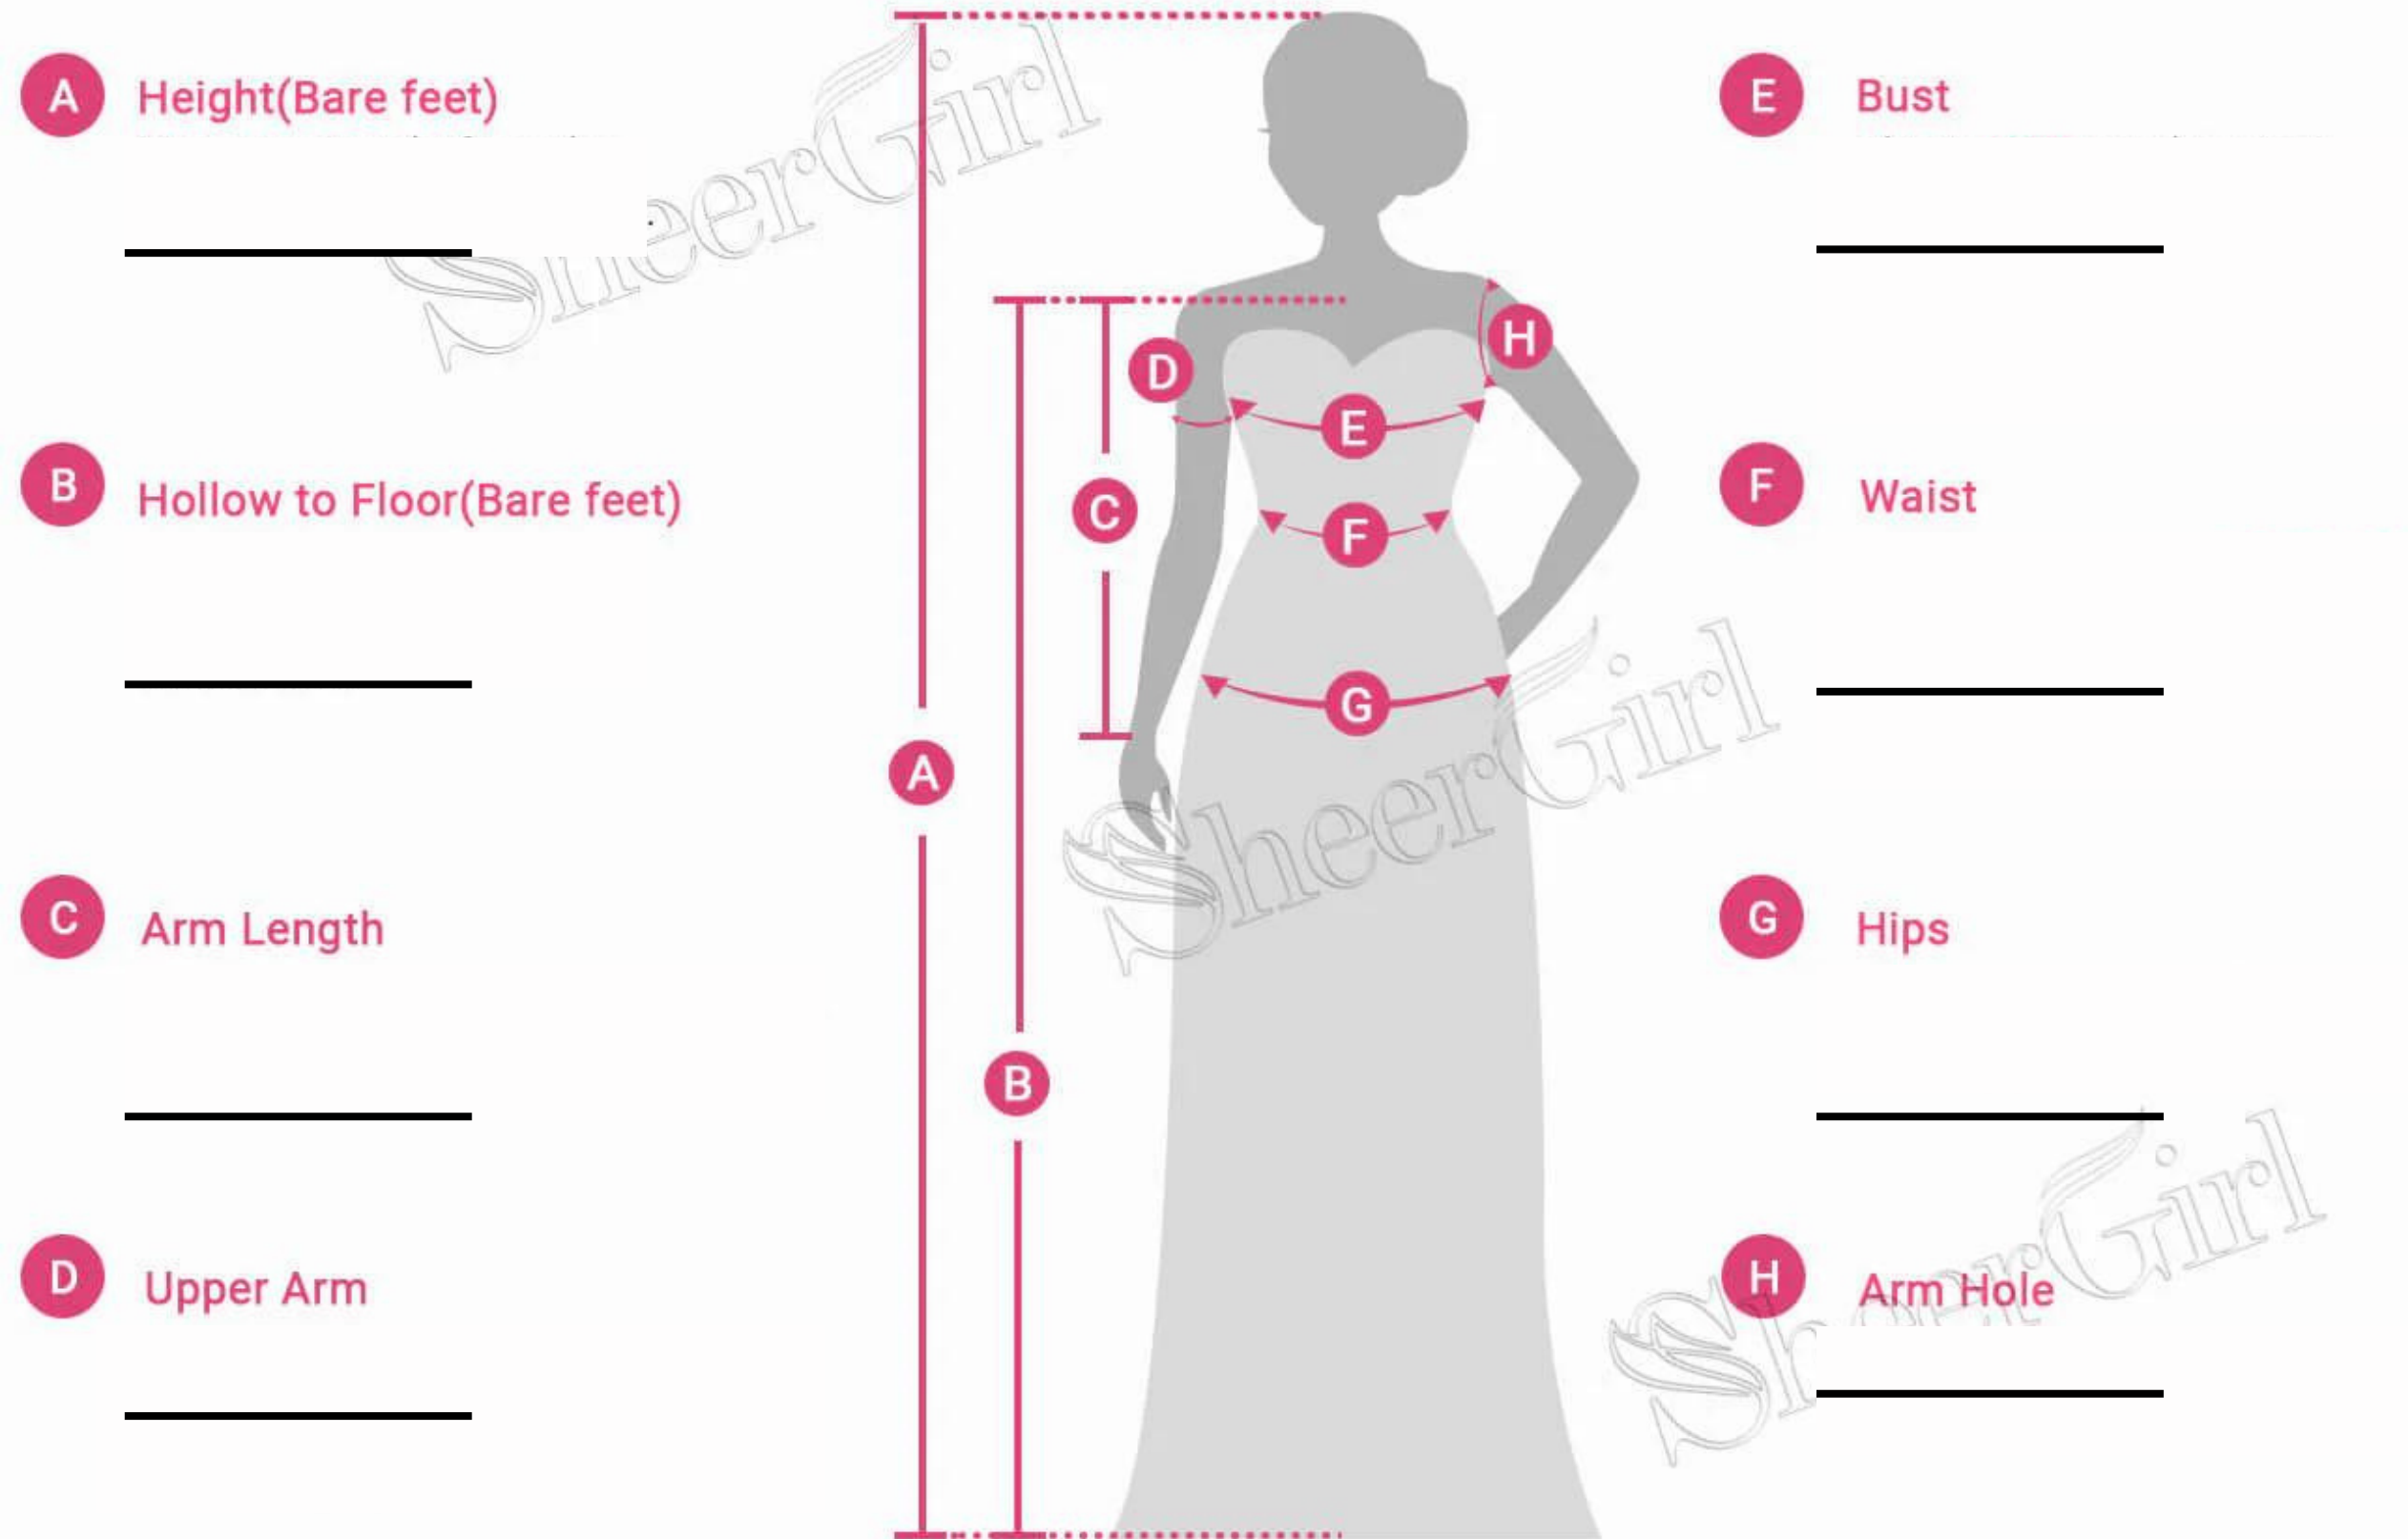 A Height(Bare feet)
B Hollow to Floor(Bare feet)
C Arm Length
D Upper Arm
SheerGirl
A
B
C
D
E
F
G
H
SheerGirl
E Bust
F Waist
G Hips
H Arm Hole
SheerGirl